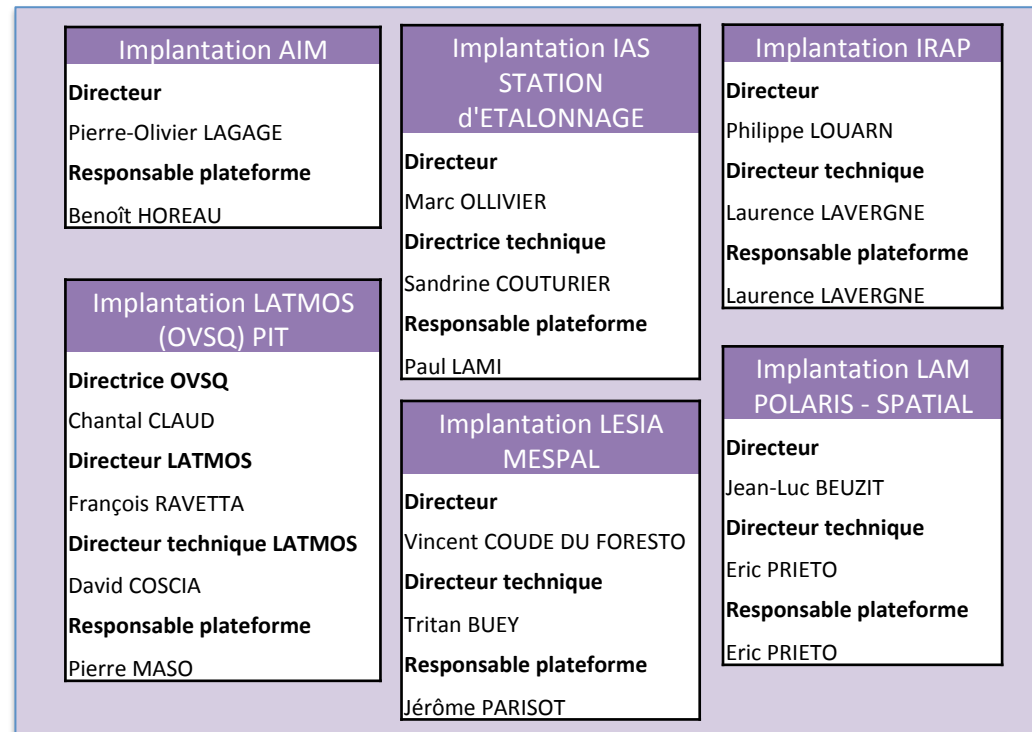 Implantation AIM
Directeur
Pierre-Olivier LAGAGE
Responsable plateforme
Benoît HOREAU
Implantation LATMOS
(OVSQ) PIT
Directrice OVSQ
Chantal CLAUD
Directeur LATMOS
François RAVETTA
Directeur technique LATMOS
David COSCIA
Responsable plateforme
Pierre MASO
Implantation IAS
STATION
d'ETALONNAGE
Directeur
Marc OLLIVIER
Directrice technique
Sandrine COUTURIER
Responsable plateforme
Paul LAMI
Implantation LESIA
MESPAL
Directeur
Vincent COUDE DU FORESTO
Directeur technique
Tritan BUEY
Responsable plateforme
Jérôme PARISOT
Implantation IRAP
Directeur
Philippe LOUARN
Directeur technique
Laurence LAVERGNE
Responsable plateforme
Laurence LAVERGNE
Implantation LAM
POLARIS - SPATIAL
Directeur
Jean-Luc BEUZIT
Directeur technique
Eric PRIETO
Responsable plateforme
Eric PRIETO